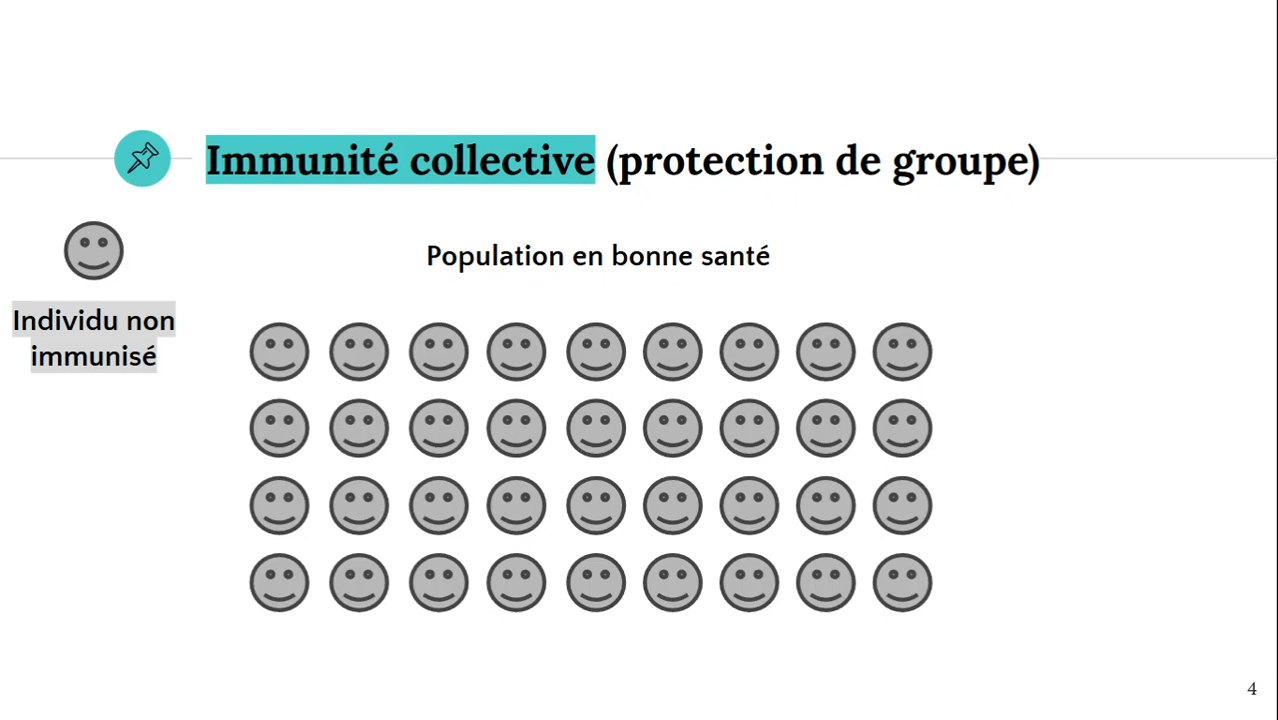 Immunité collective (protection de groupe)
Population en bonne santé
Individu non
immunisé
4